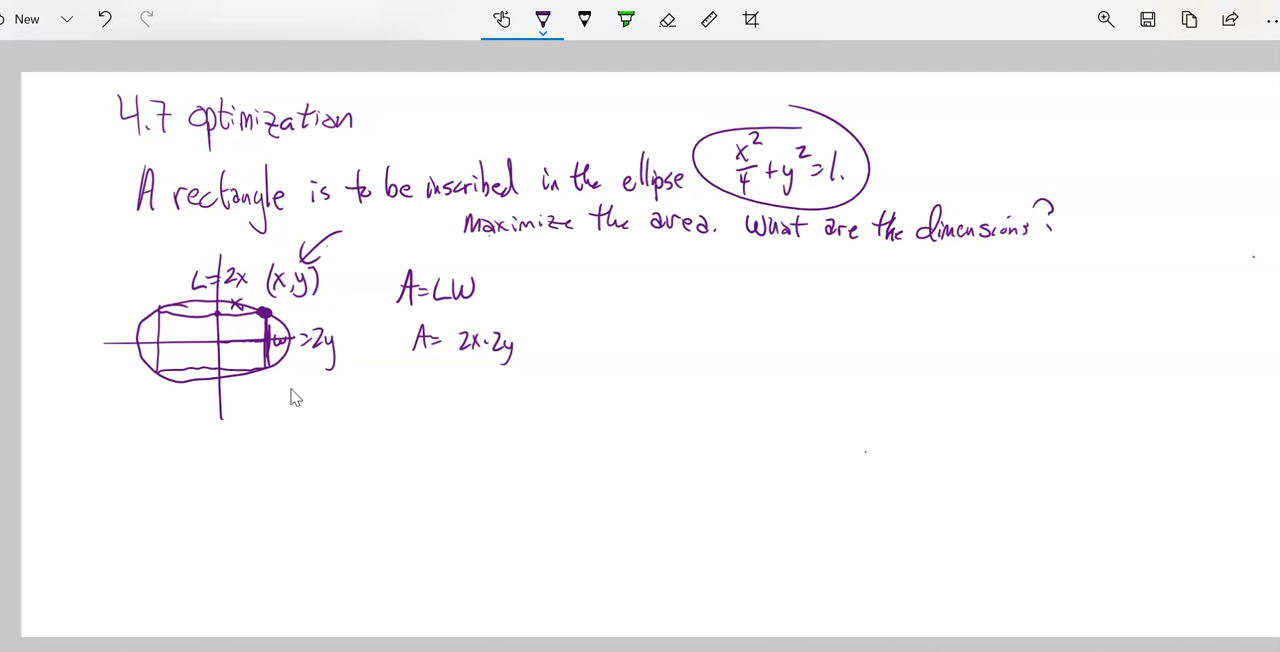 New
4.7 optimization
A rectangle is to be inscribed in the ellipse x²/4 + y² = 1.
Maximize the area. What are the dimensions?
L=2x (x,y)
A=LW
x
w =2y
A= 2x·2y